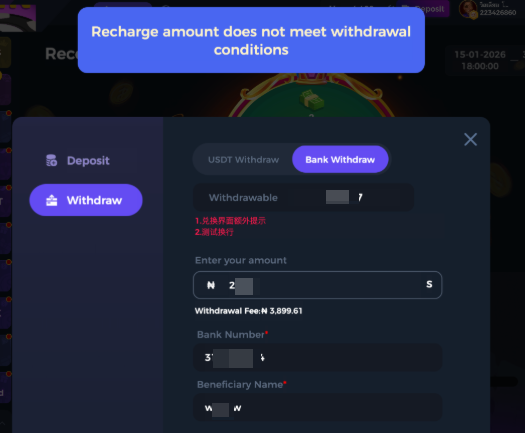 Recharge amount does not meet withdrawal
conditions
223426860
15-01-2026
18:00:00
Deposit
Withdraw
USDT Withdraw
Bank Withdraw
Withdrawable
1.兑换界面额外提示
2.测试换行
Enter your amount
₦ 2
S
Withdrawal Fee:₦ 3,899.61
Bank Number*
Beneficiary Name*